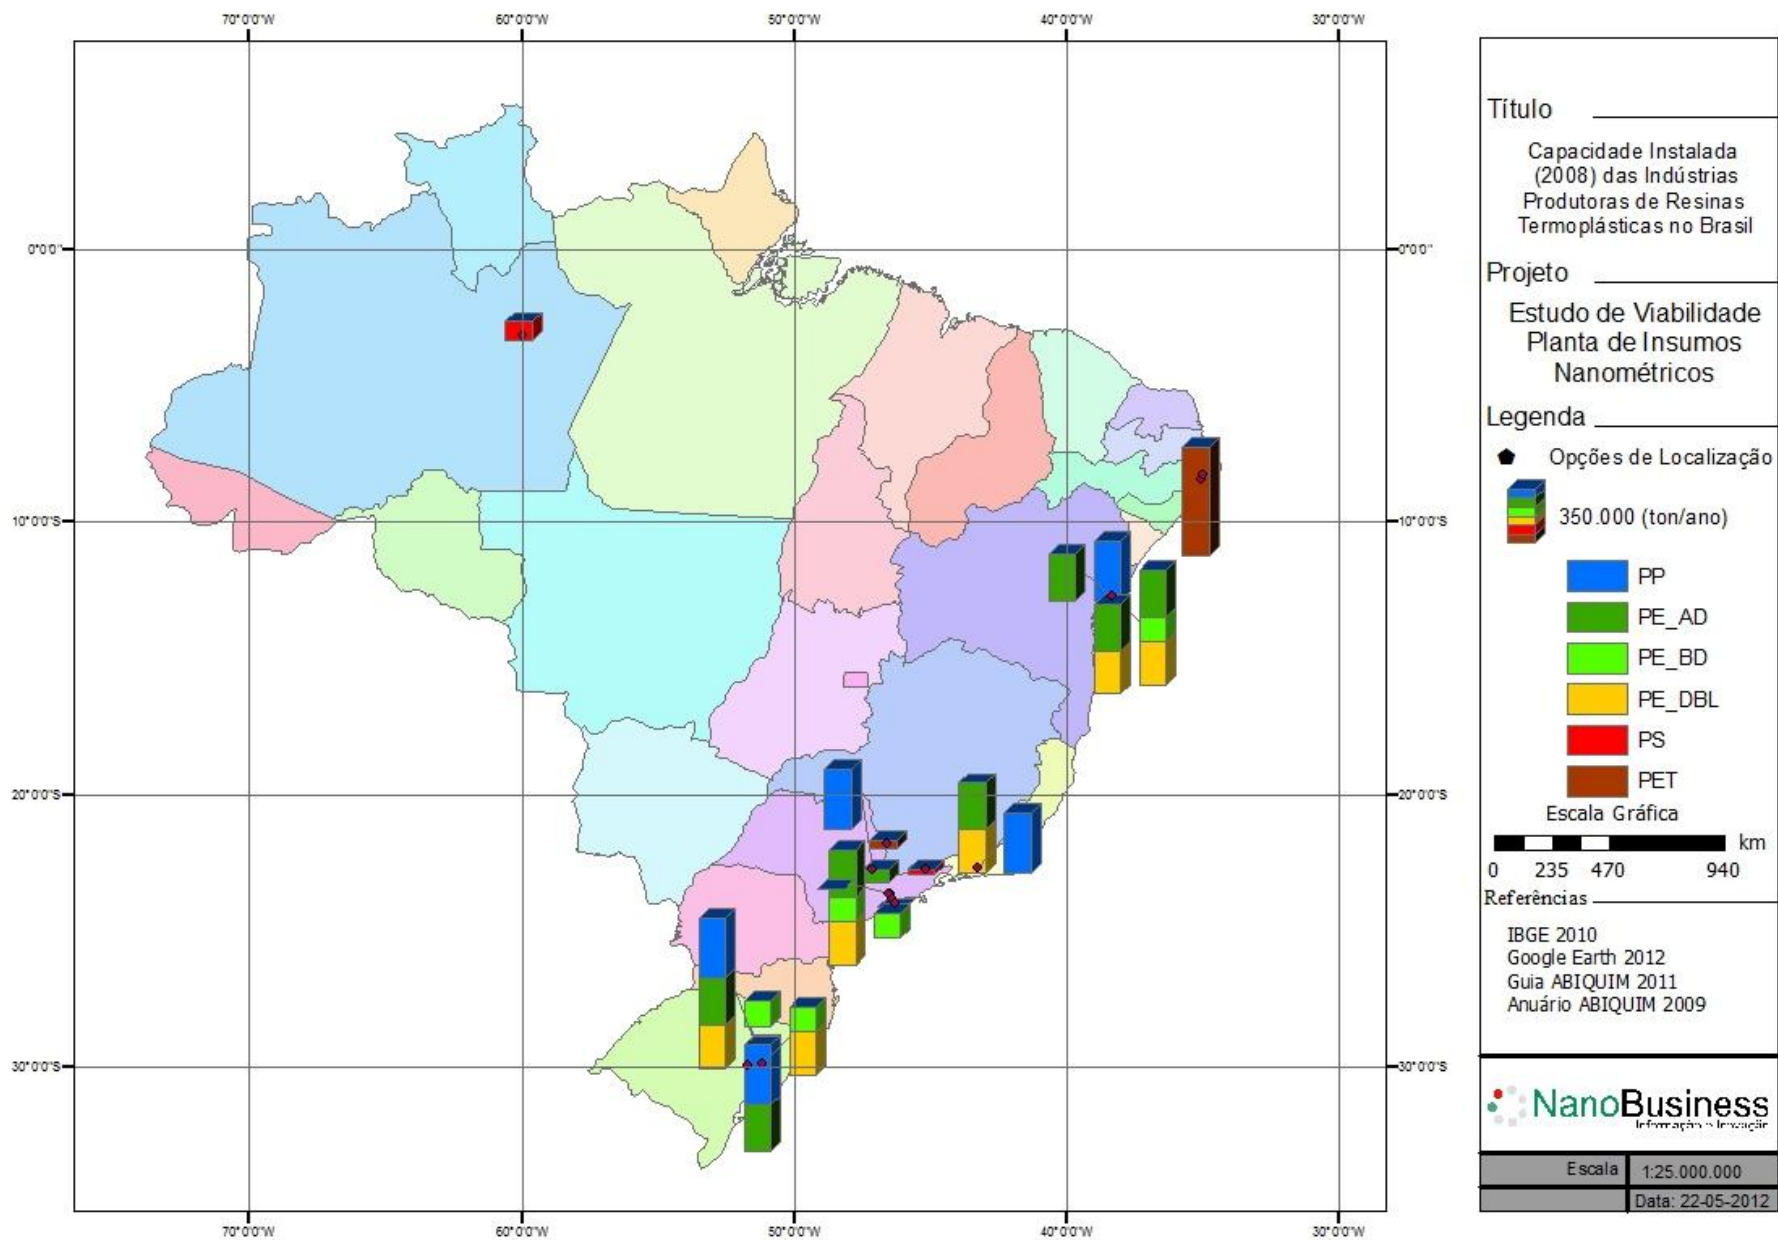 70°0'0"W
60°0'0"W
50°0'0"W
40°0'0"W
30°0'0"W
0°0'0"
0°0'0"
10°0'0"S
10°0'0"S
20°0'0"S
20°0'0"S
30°0'0"S
30°0'0"S
70°0'0"W
60°0'0"W
50°0'0"W
40°0'0"W
30°0'0"W
Título
Capacidade Instalada
(2008) das Indústrias
Produtoras de Resinas
Termoplásticas no Brasil
Projeto
Estudo de Viabilidade
Planta de Insumos
Nanométricos
Legenda
Opções de Localização
350.000 (ton/ano)
PP
PE_AD
PE_BD
PE_DBL
PS
PET
Escala Gráfica
km
0 235 470 940
Referências
IBGE 2010
Google Earth 2012
Guia ABIQUIM 2011
Anuário ABIQUIM 2009
NanoBusiness
Informação e Inovação
Escala 1:25.000.000
Data: 22-05-2012